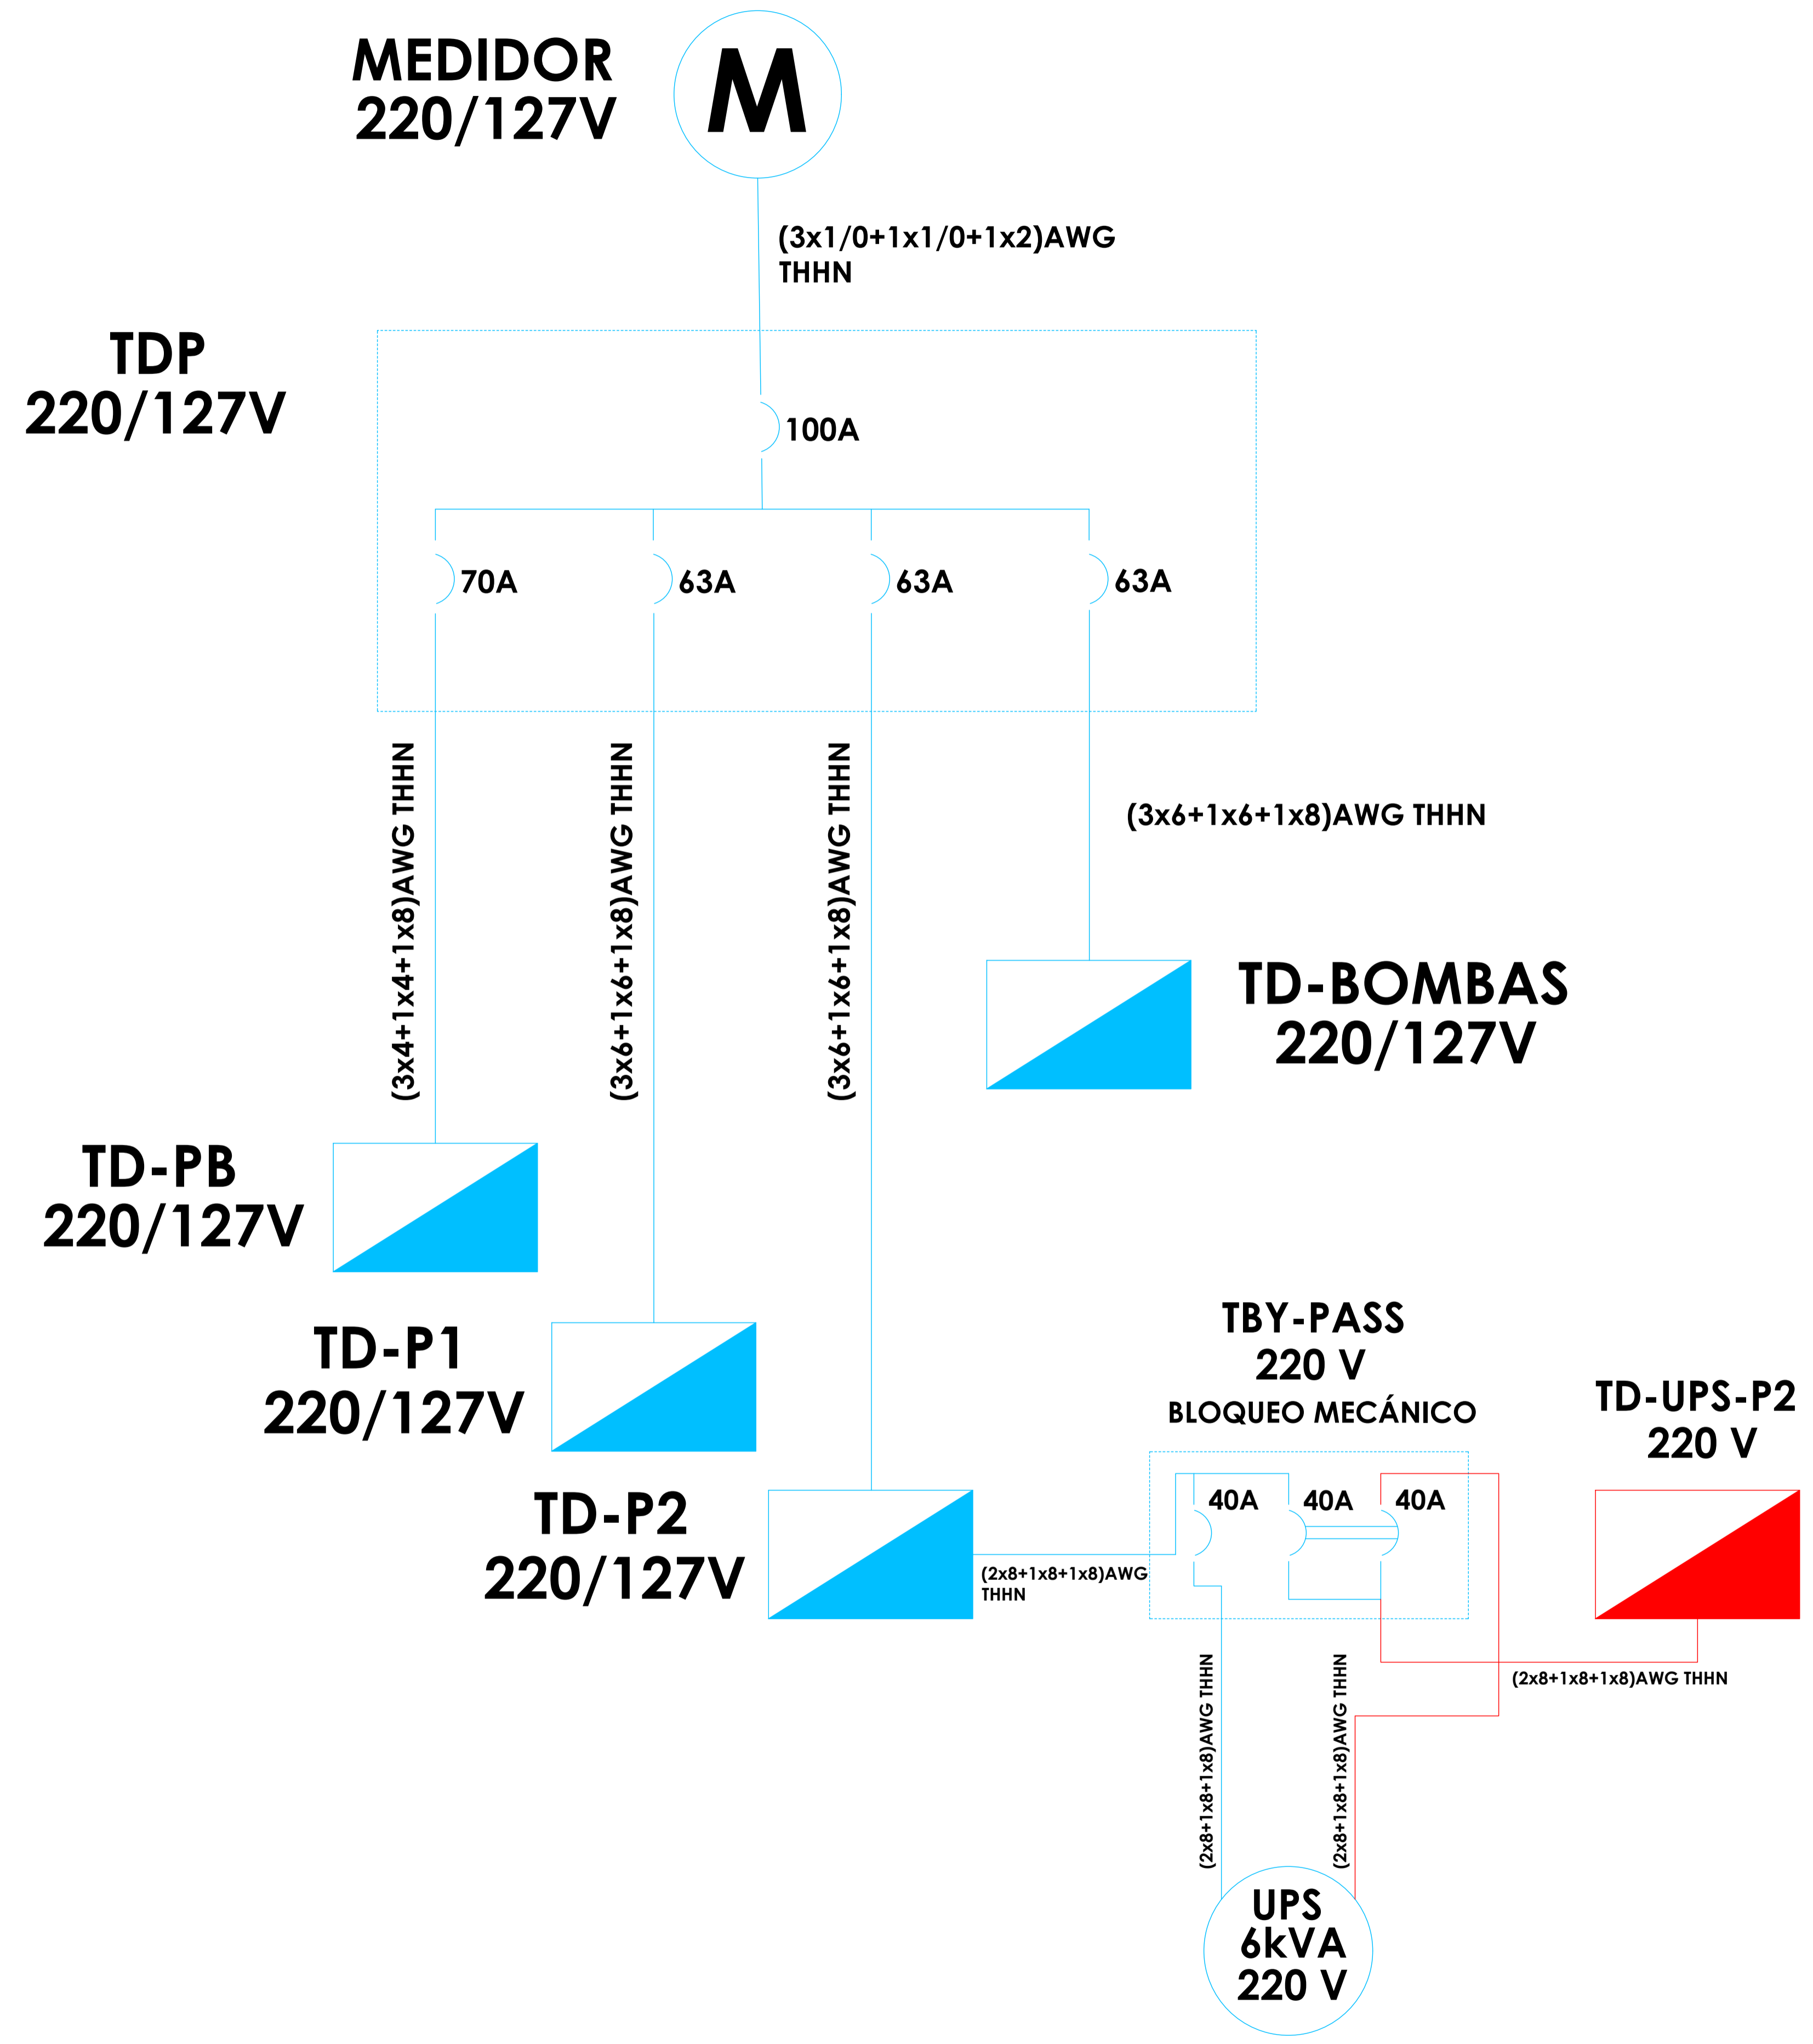 MEDIDOR
220/127V
M
(3x1/0+1x1/0+1x2)AWG
THHN
TDP
220/127V
100A
70A
63A
63A
63A
(3x4+1x4+1x8)AWG THHN
(3x6+1x6+1x8)AWG THHN
(3x6+1x6+1x8)AWG THHN
(3x6+1x6+1x8)AWG THHN
TD-BOMBAS
220/127V
TD-PB
220/127V
TD-P1
220/127V
TD-P2
220/127V
(2x8+1x8+1x8)AWG
THHN
TBY-PASS
220 V
BLOQUEO MECÁNICO
40A
40A
40A
TD-UPS-P2
220 V
(2x8+1x8+1x8)AWG THHN
(2x8+1x8+1x8)AWG THHN
(2x8+1x8+1x8)AWG THHN
UPS
6kVA
220 V